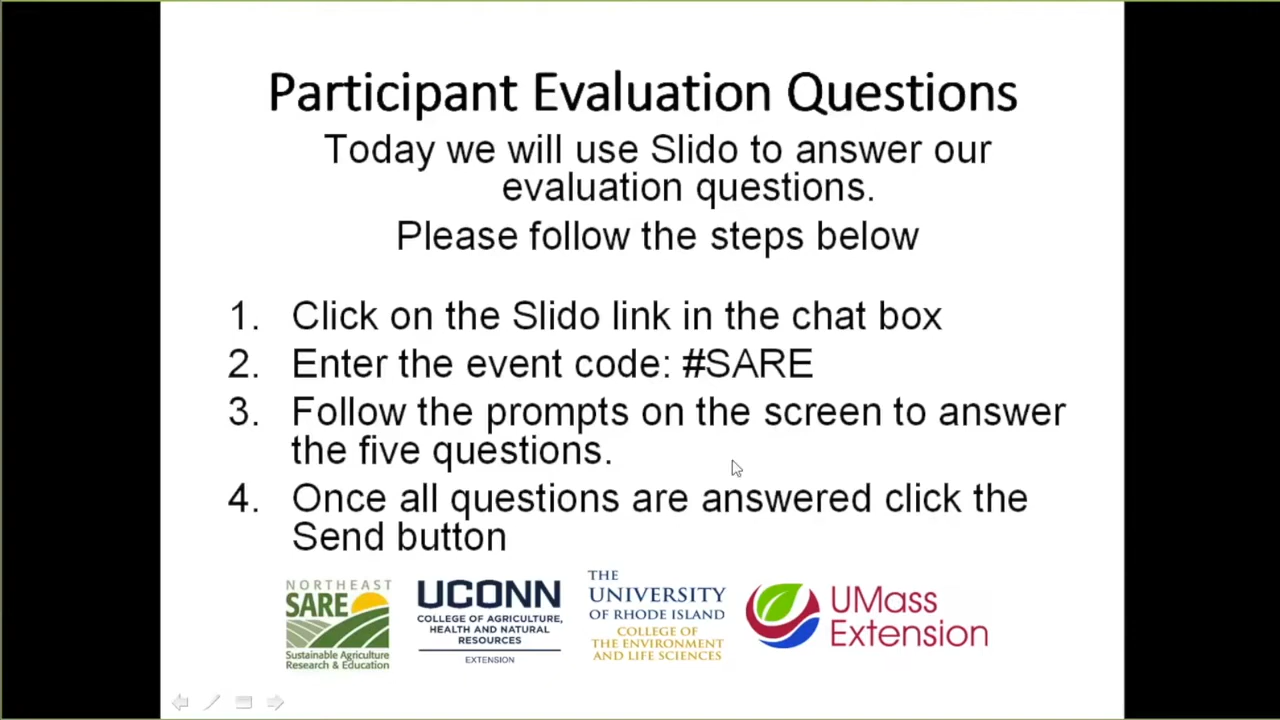 Participant Evaluation Questions
Today we will use Slido to answer our
evaluation questions.
Please follow the steps below
1. Click on the Slido link in the chat box
2. Enter the event code: #SARE
3. Follow the prompts on the screen to answer
the five questions.
4. Once all questions are answered click the
Send button
NORTHEAST
SARE
Sustainable Agriculture
Research & Education
UCONN
COLLEGE OF AGRICULTURE,
HEALTH AND NATURAL
RESOURCES
EXTENSION
THE
UNIVERSITY
OF RHODE ISLAND
COLLEGE OF
THE ENVIRONMENT
AND LIFE SCIENCES
UMass
Extension